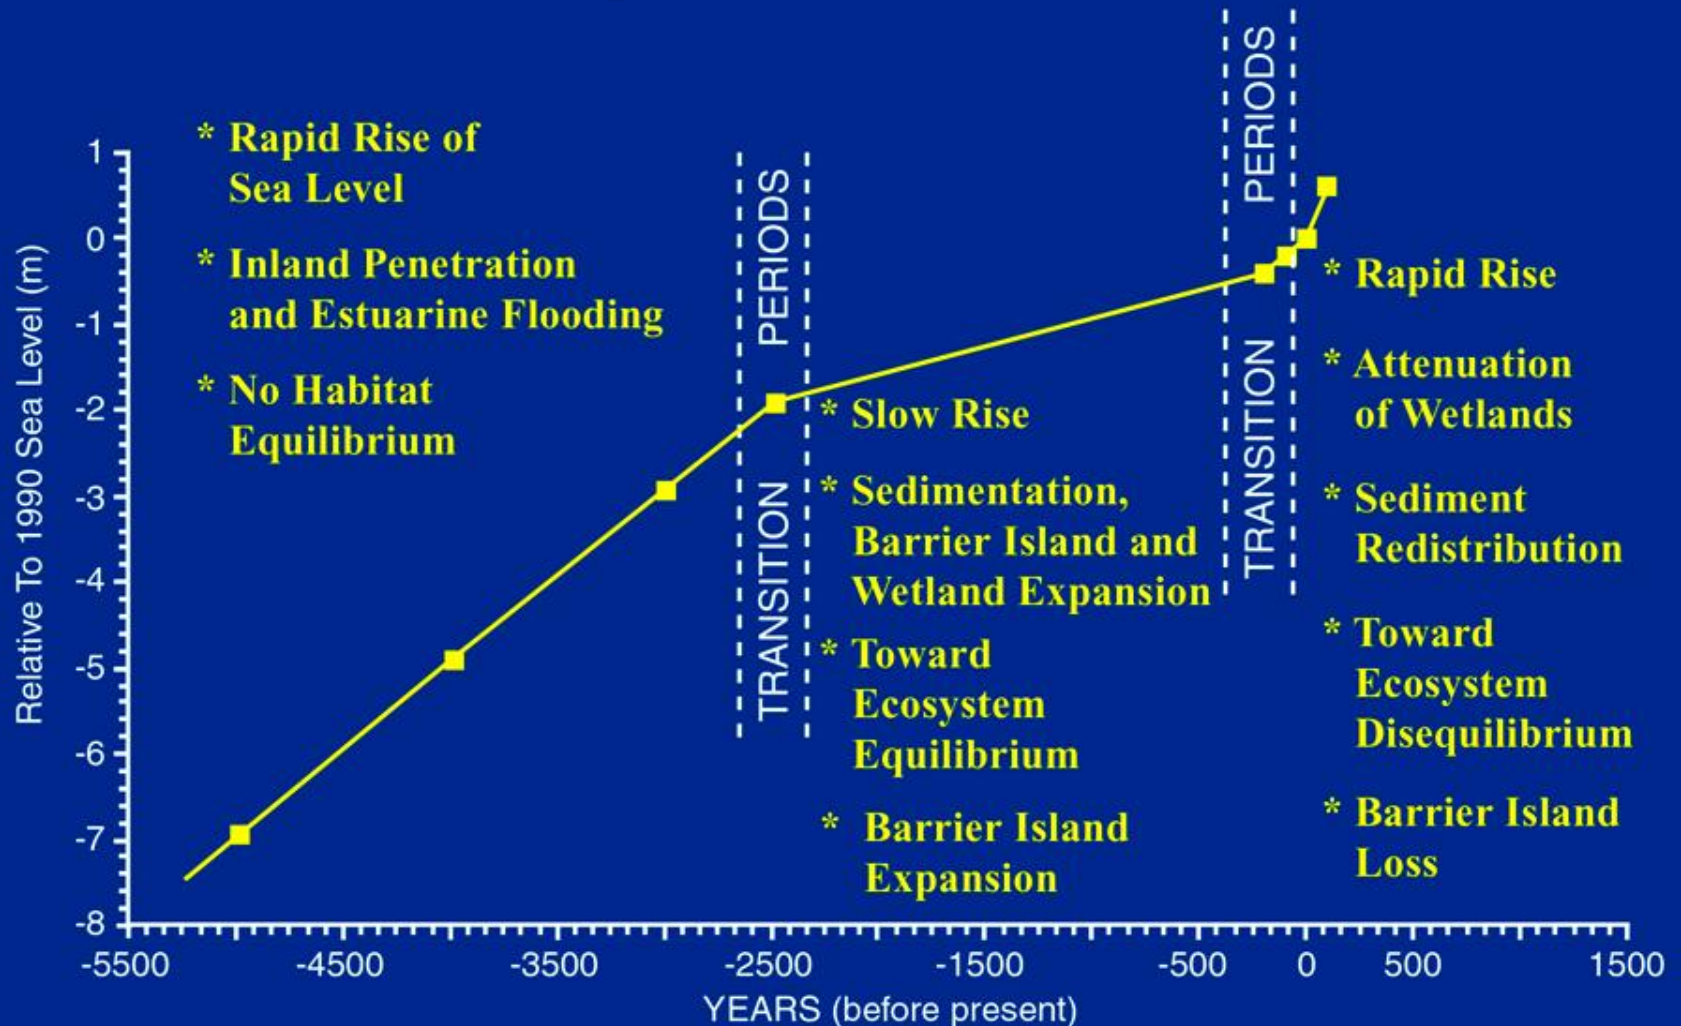 * Rapid Rise of
Sea Level
* Inland Penetration
and Estuarine Flooding
* No Habitat
Equilibrium
TRANSITION PERIODS
* Slow Rise
* Sedimentation,
Barrier Island and
Wetland Expansion
* Toward
Ecosystem
Equilibrium
* Barrier Island
Expansion
TRANSITION PERIODS
* Rapid Rise
* Attenuation
of Wetlands
* Sediment
Redistribution
* Toward
Ecosystem
Disequilibrium
* Barrier Island
Loss
Relative To 1990 Sea Level (m)
1
0
-1
-2
-3
-4
-5
-6
-7
-8
-5500 -4500 -3500 -2500 -1500 -500 0 500 1500
YEARS (before present)